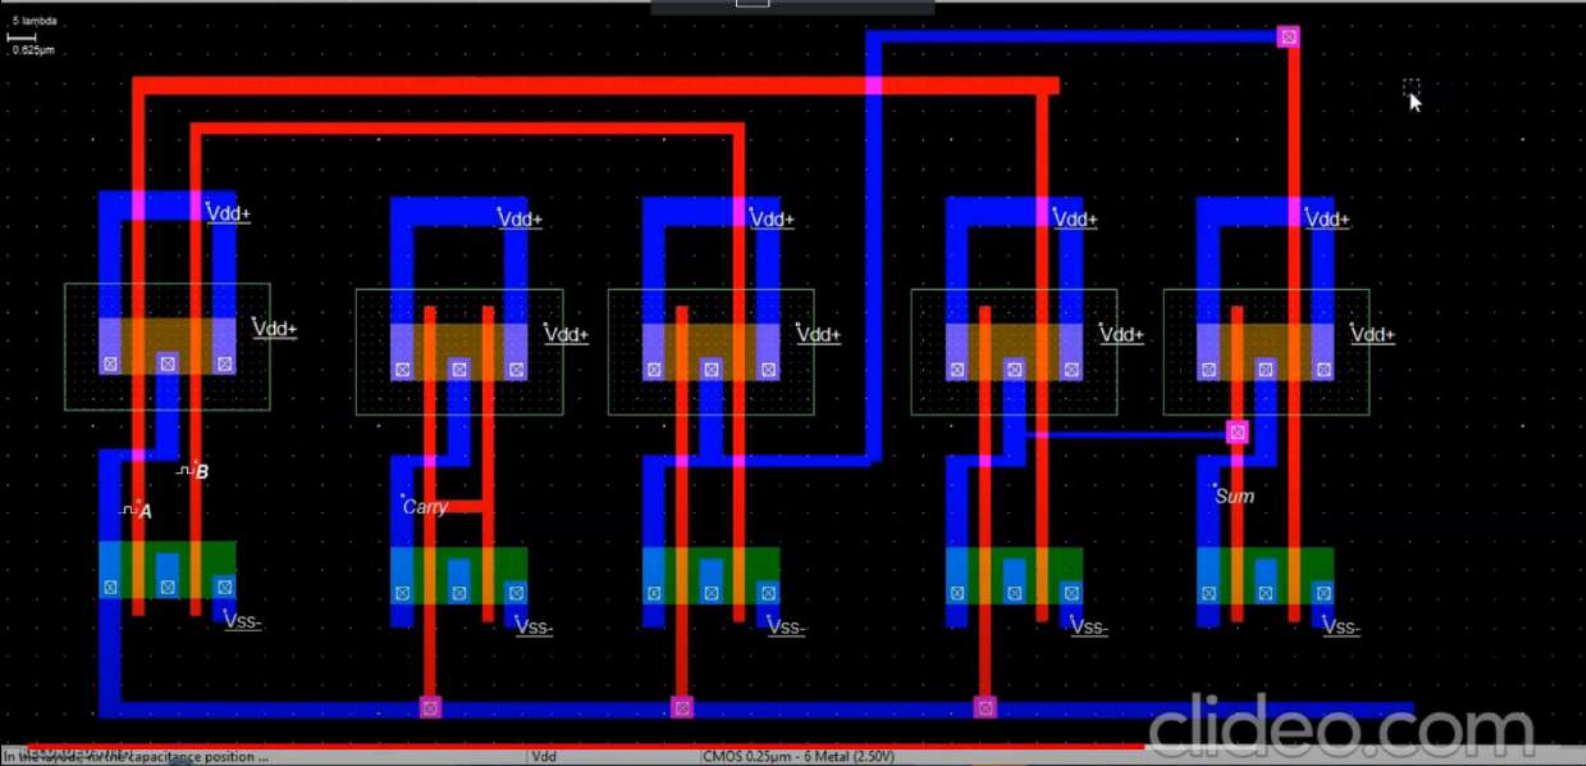 5 lambda
0.625µm
Vdd+
Vdd+
Vdd+
Vdd+
Vdd+
Vdd+
Vdd+
Vdd+
Vdd+
Vdd+
B
A
Carry
Sum
Vss-
Vss-
Vss-
Vss-
Vss-
clideo.com
capacitance position ...
Vdd
CMOS 0.25µm - 6 Metal (2.50V)